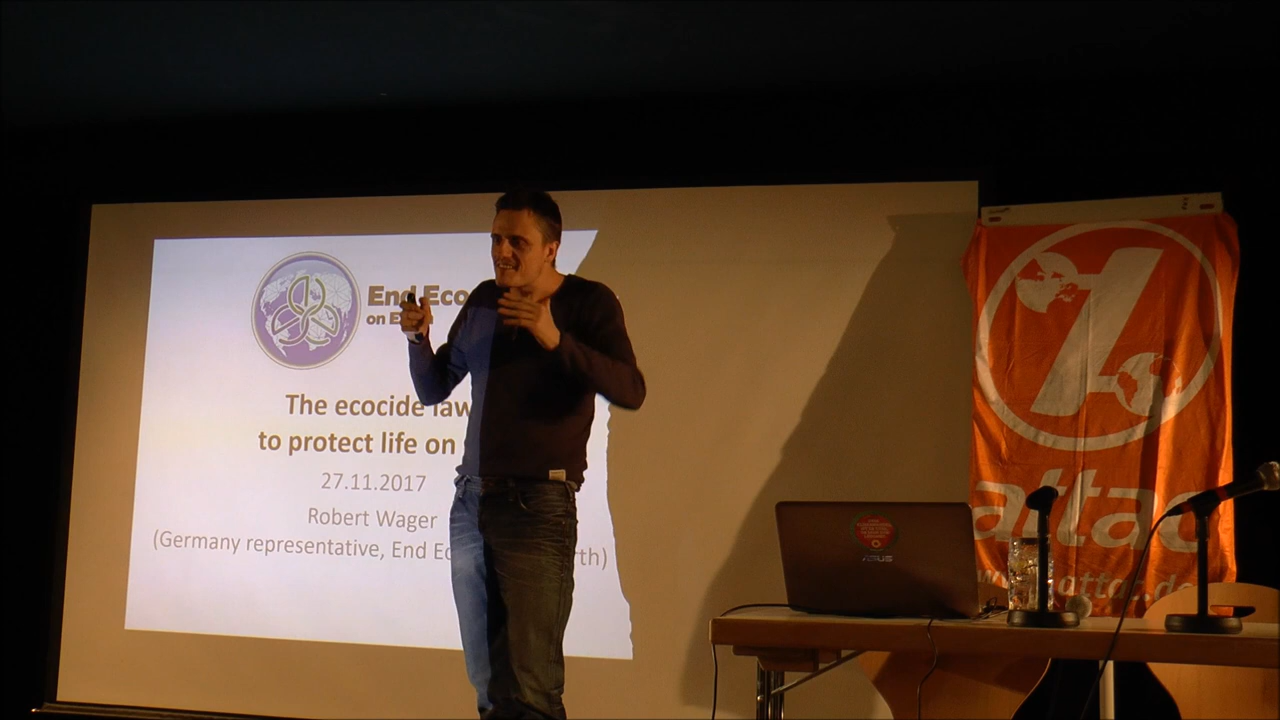 End Eco
on E
The ecocide law
to protect life on
27.11.2017
Robert Wager
(Germany representative, End Ec rth)
attac
attac.de
ASUS